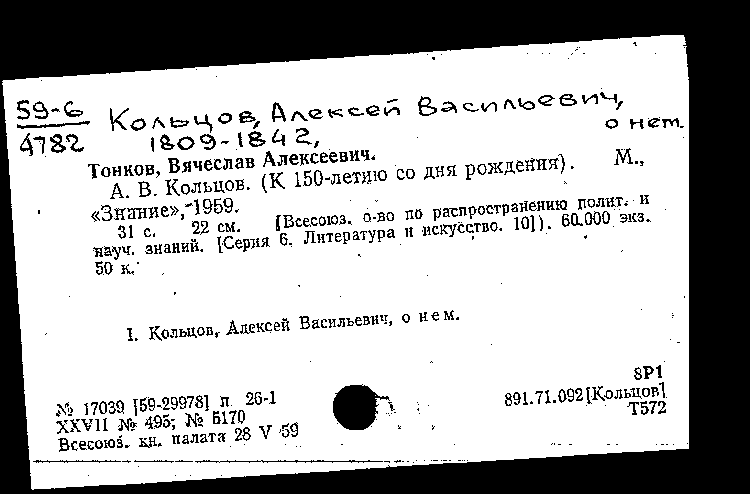 59-6
4782
Кольцов, Алексей Васильевич,
1809-1842,
о нем.
Тонков, Вячеслав Алексеевич.
А. В. Кольцов. (К 150-летию со дня рождения). М.,
«Знание», 1959.
31 с. 22 см. [Всесоюз. о-во по распространению полит. и
науч. знаний. [Серия 6. Литература и искусство. 10]). 60.000 экз.
50 к.
I. Кольцов, Алексей Васильевич, о нем.
№ 17039 [59-29978] п 26-1
XXVII № 495; № 5170
Всесоюз. кн. палата 28 V 59
8Р1
891.71.092[Кольцов]
Т572